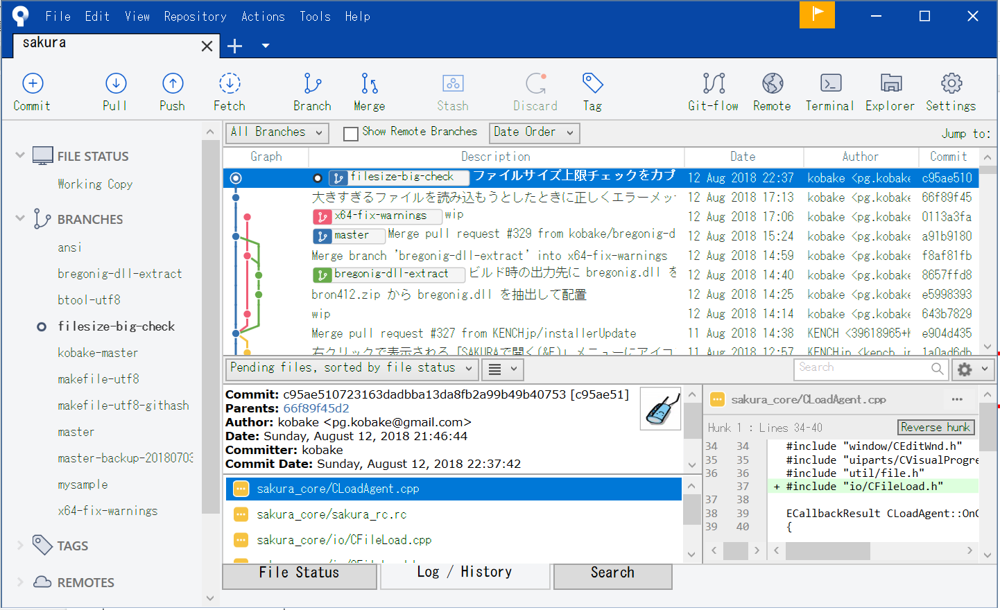 File Edit View Repository Actions Tools Help
sakura
Commit Pull Push Fetch Branch Merge Stash Discard Tag Git-flow Remote Terminal Explorer Settings
All Branches Show Remote Branches Date Order Jump to:
FILE STATUS
Working Copy
BRANCHES
ansi
bregonig-dll-extract
btool-utf8
filesize-big-check
kobake-master
makefile-utf8
makefile-utf8-githash
master
master-backup-20180703
mysample
x64-fix-warnings
TAGS
REMOTES
Graph Description Date Author Commit
filesize-big-check ファイルサイズ上限チェックをカプ 12 Aug 2018 22:37 kobake <pg.kobake c95ae510
大きすぎるファイルを読み込もうとしたときに正しくエラーメッ 12 Aug 2018 17:13 kobake <pg.kobake 66f89f45
x64-fix-warnings wip 12 Aug 2018 17:06 kobake <pg.kobake 0113a3fa
master Merge pull request #329 from kobake/bregonig-d 12 Aug 2018 15:24 kobake <pg.kobake a91b9180
Merge branch 'bregonig-dll-extract' into x64-fix-warnings 12 Aug 2018 14:59 kobake <pg.kobake f8af81fb
bregonig-dll-extract ビルド時の出力先に bregonig.dll を 12 Aug 2018 14:40 kobake <pg.kobake 8657ffd8
bron412.zip から bregonig.dll を抽出して配置 12 Aug 2018 14:25 kobake <pg.kobake e5998393
wip 12 Aug 2018 14:14 kobake <pg.kobake 643b7829
Merge pull request #327 from KENCHjp/installerUpdate 11 Aug 2018 14:38 KENCH <39618965+K e904d435
右クリックで表示される「SAKURAで開く(&E)」メニューにアイコ 11 Aug 2018 12:57 KENCHjp <kench_jp 1a0ad6db
Pending files, sorted by file status Search
Commit: c95ae510723163dadbba13da8fb2a99b49b40753 [c95ae51]
Parents: 66f89f45d2
Author: kobake <pg.kobake@gmail.com>
Date: Sunday, August 12, 2018 21:46:44
Committer: kobake
Commit Date: Sunday, August 12, 2018 22:37:42
sakura_core/CLoadAgent.cpp
sakura_core/sakura_rc.rc
sakura_core/io/CFileLoad.cpp
sakura_core/CLoadAgent.cpp
Hunk 1 : Lines 34-40 Reverse hunk
34 34 #include "window/CEditWnd.h"
35 35 #include "uiparts/CVisualProgre
36 36 #include "util/file.h"
37 + #include "io/CFileLoad.h"
37 38
38 39 ECallbackResult CLoadAgent::OnC
39 40 {
File Status Log / History Search